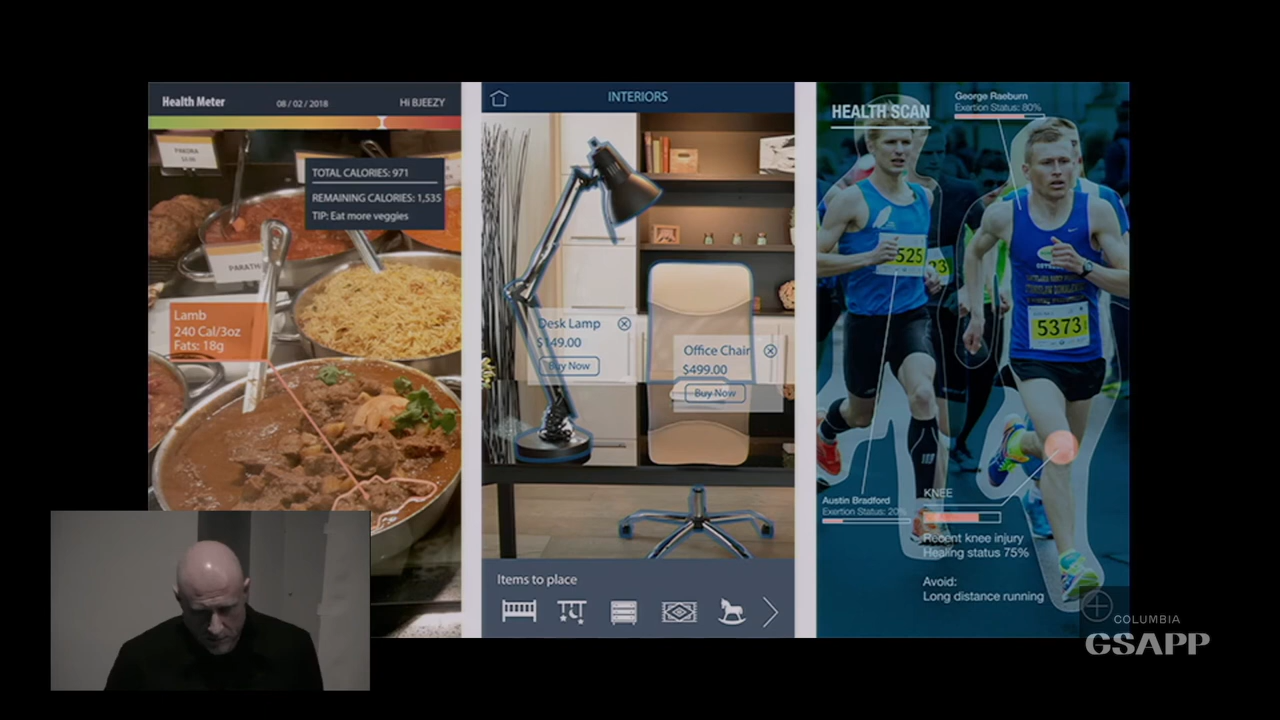 Health Meter
08 / 02 / 2018
Hi BJEEZY
PAKORA
TOTAL CALORIES: 971
REMAINING CALORIES: 1,535
TIP: Eat more veggies
PARATH
Lamb
240 Cal/3oz
Fats: 18g
INTERIORS
Desk Lamp
$149.00
Buy Now
Office Chair
$499.00
Buy Now
Items to place
HEALTH SCAN
George Raeburn
Exertion Status: 80%
525
23
5373
Austin Bradford
Exertion Status: 20%
KNEE
Recent knee injury
Healing status 75%
Avoid:
Long distance running
COLUMBIA
GSAPP